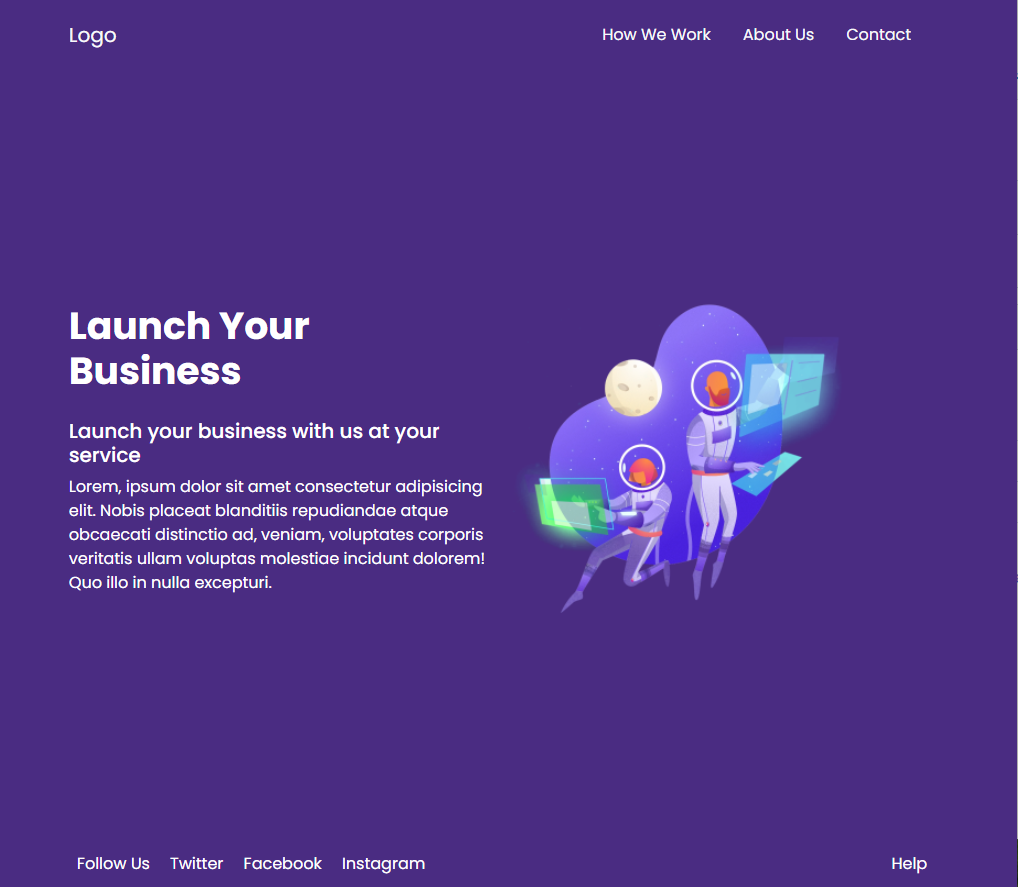 Logo
How We Work About Us Contact
Launch Your
Business
Launch your business with us at your
service
Lorem, ipsum dolor sit amet consectetur adipisicing
elit. Nobis placeat blanditiis repudiandae atque
obcaecati distinctio ad, veniam, voluptates corporis
veritatis ullam voluptas molestiae incidunt dolorem!
Quo illo in nulla excepturi.
Follow Us Twitter Facebook Instagram
Help